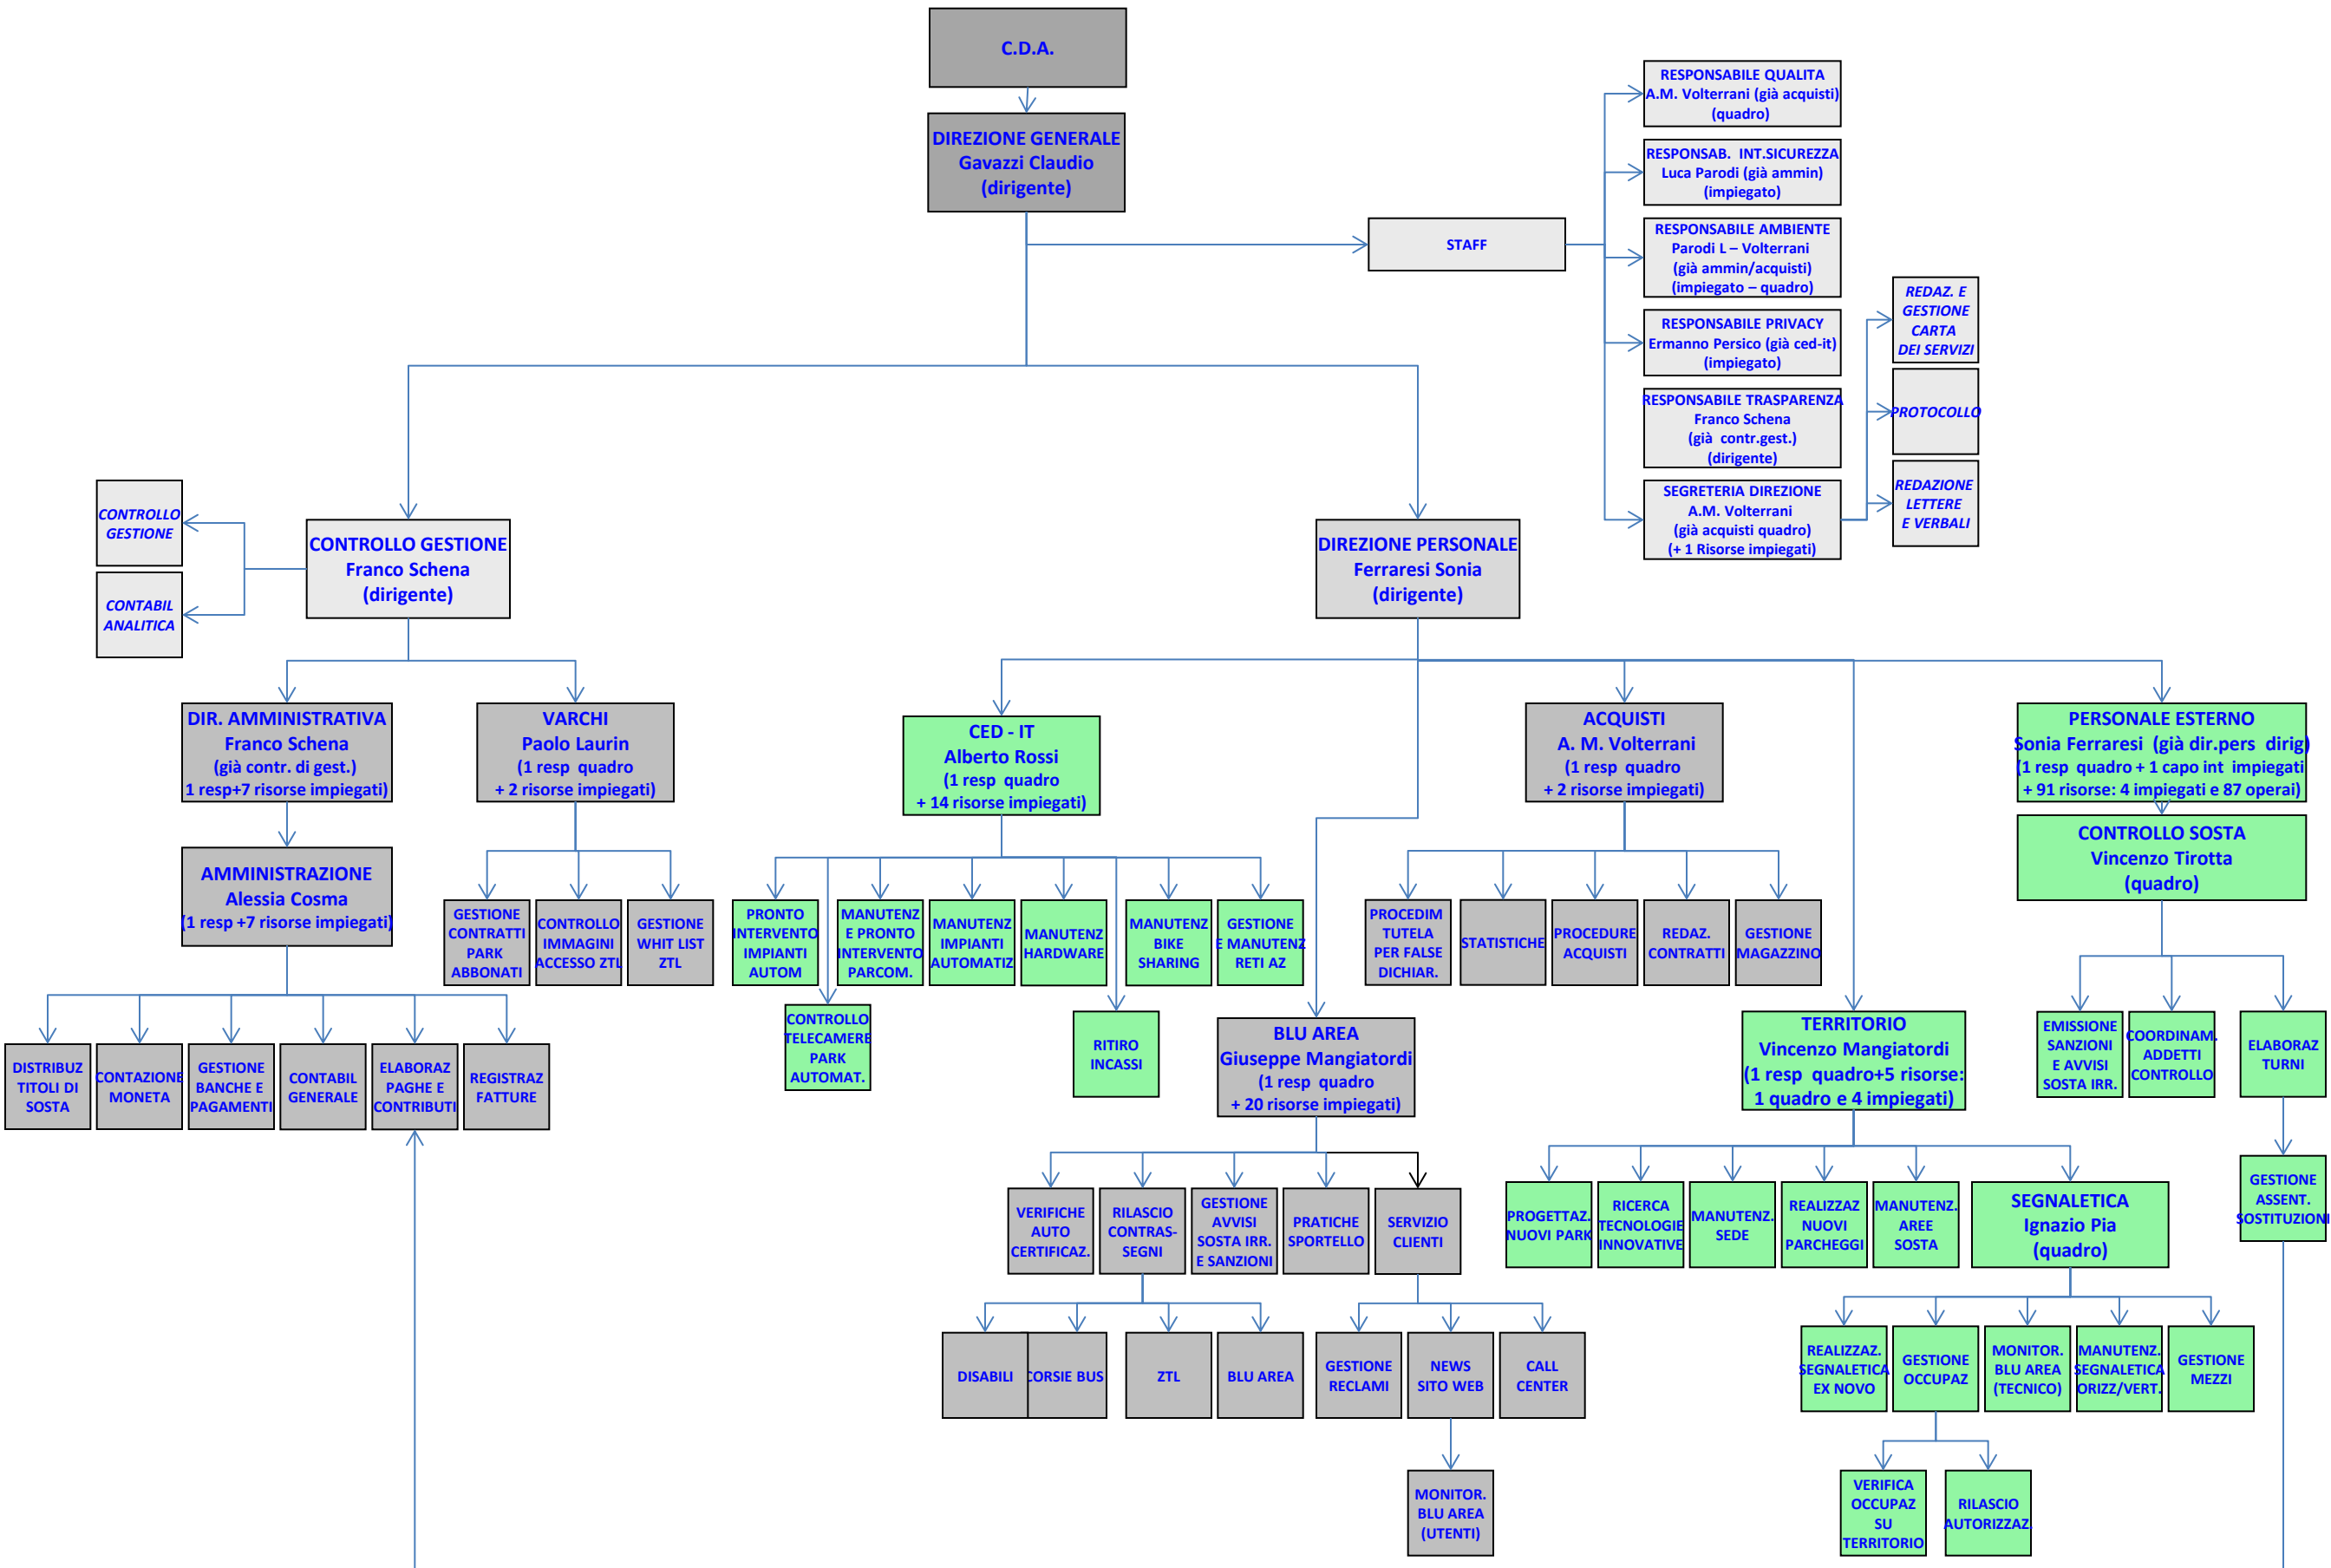 C.D.A.
DIREZIONE GENERALE
Gavazzi Claudio
(dirigente)
STAFF
RESPONSABILE QUALITA
A.M. Volterrani (già acquisti)
(quadro)
RESPONSAB. INT.SICUREZZA
Luca Parodi (già ammin)
(impiegato)
RESPONSABILE AMBIENTE
Parodi L – Volterrani
(già ammin/acquisti)
(impiegato – quadro)
RESPONSABILE PRIVACY
Ermanno Persico (già ced-it)
(impiegato)
RESPONSABILE TRASPARENZA
Franco Schena
(già contr.gest.)
(dirigente)
SEGRETERIA DIREZIONE
A.M. Volterrani
(già acquisti quadro)
(+ 1 Risorse impiegati)
REDAZ. E
GESTIONE
CARTA
DEI SERVIZI
PROTOCOLLO
REDAZIONE
LETTERE
E VERBALI
CONTROLLO
GESTIONE
CONTABIL
ANALITICA
CONTROLLO GESTIONE
Franco Schena
(dirigente)
DIREZIONE PERSONALE
Ferraresi Sonia
(dirigente)
DIR. AMMINISTRATIVA
Franco Schena
(già contr. di gest.)
1 resp+7 risorse impiegati)
VARCHI
Paolo Laurin
(1 resp quadro
+ 2 risorse impiegati)
CED - IT
Alberto Rossi
(1 resp quadro
+ 14 risorse impiegati)
ACQUISTI
A. M. Volterrani
(1 resp quadro
+ 2 risorse impiegati)
PERSONALE ESTERNO
Sonia Ferraresi (già dir.pers dirig)
(1 resp quadro + 1 capo int impiegati
+ 91 risorse: 4 impiegati e 87 operai)
CONTROLLO SOSTA
Vincenzo Tirotta
(quadro)
AMMINISTRAZIONE
Alessia Cosma
(1 resp +7 risorse impiegati)
GESTIONE
CONTRATTI
PARK
ABBONATI
CONTROLLO
IMMAGINI
ACCESSO ZTL
GESTIONE
WHIT LIST
ZTL
PRONTO
INTERVENTO
IMPIANTI
AUTOM
MANUTENZ
E PRONTO
INTERVENTO
PARCOM.
MANUTENZ
IMPIANTI
AUTOMATIZ
MANUTENZ
HARDWARE
MANUTENZ
BIKE
SHARING
GESTIONE
E MANUTENZ
RETI AZ
PROCEDIM
TUTELA
PER FALSE
DICHIAR.
STATISTICHE
PROCEDURE
ACQUISTI
REDAZ.
CONTRATTI
GESTIONE
MAGAZZINO
CONTROLLO
TELECAMERE
PARK
AUTOMAT.
RITIRO
INCASSI
BLU AREA
Giuseppe Mangiatordi
(1 resp quadro
+ 20 risorse impiegati)
TERRITORIO
Vincenzo Mangiatordi
(1 resp quadro+5 risorse:
1 quadro e 4 impiegati)
EMISSIONE
SANZIONI
E AVVISI
SOSTA IRR.
COORDINAM.
ADDETTI
CONTROLLO
ELABORAZ
TURNI
DISTRIBUZ
TITOLI DI
SOSTA
CONTAZIONE
MONETA
GESTIONE
BANCHE E
PAGAMENTI
CONTABIL
GENERALE
ELABORAZ
PAGHE E
CONTRIBUTI
REGISTRAZ
FATTURE
VERIFICHE
AUTO
CERTIFICAZ.
RILASCIO
CONTRAS-
SEGNI
GESTIONE
AVVISI
SOSTA IRR.
E SANZIONI
PRATICHE
SPORTELLO
SERVIZIO
CLIENTI
PROGETTAZ.
NUOVI PARK
RICERCA
TECNOLOGIE
INNOVATIVE
MANUTENZ.
SEDE
REALIZZAZ
NUOVI
PARCHEGGI
MANUTENZ.
AREE
SOSTA
SEGNALETICA
Ignazio Pia
(quadro)
GESTIONE
ASSENT.
SOSTITUZIONI
DISABILI
CORSIE BUS
ZTL
BLU AREA
GESTIONE
RECLAMI
NEWS
SITO WEB
CALL
CENTER
REALIZZAZ.
SEGNALETICA
EX NOVO
GESTIONE
OCCUPAZ
MONITOR.
BLU AREA
(TECNICO)
MANUTENZ.
SEGNALETICA
ORIZZ/VERT.
GESTIONE
MEZZI
MONITOR.
BLU AREA
(UTENTI)
VERIFICA
OCCUPAZ
SU
TERRITORIO
RILASCIO
AUTORIZZAZ.